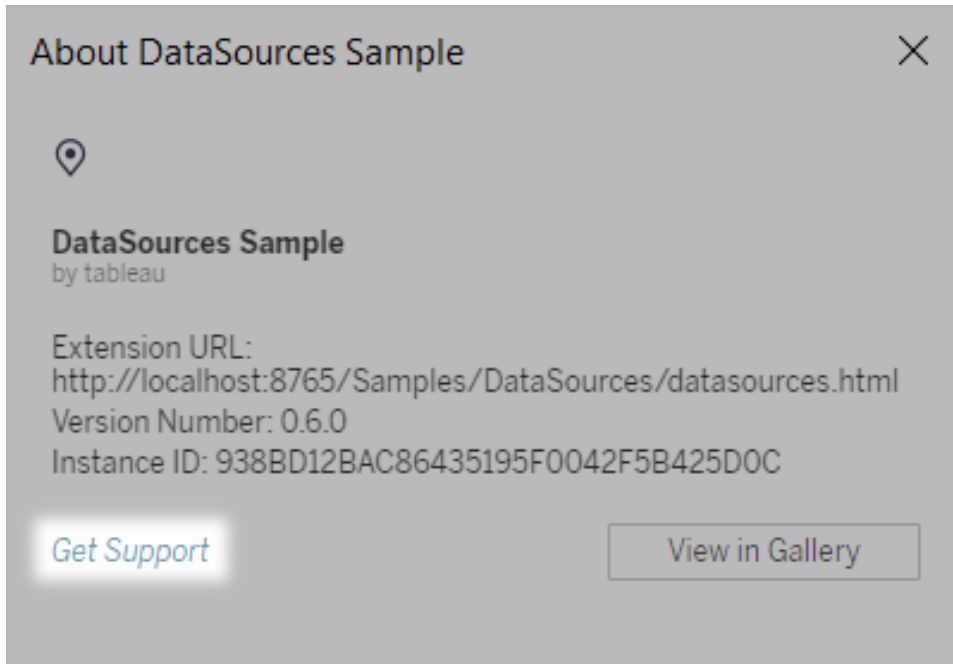 About DataSources Sample
DataSources Sample
by tableau
Extension URL:
http://localhost:8765/Samples/DataSources/datasources.html
Version Number: 0.6.0
Instance ID: 938BD12BAC86435195F0042F5B425D0C
Get Support
View in Gallery